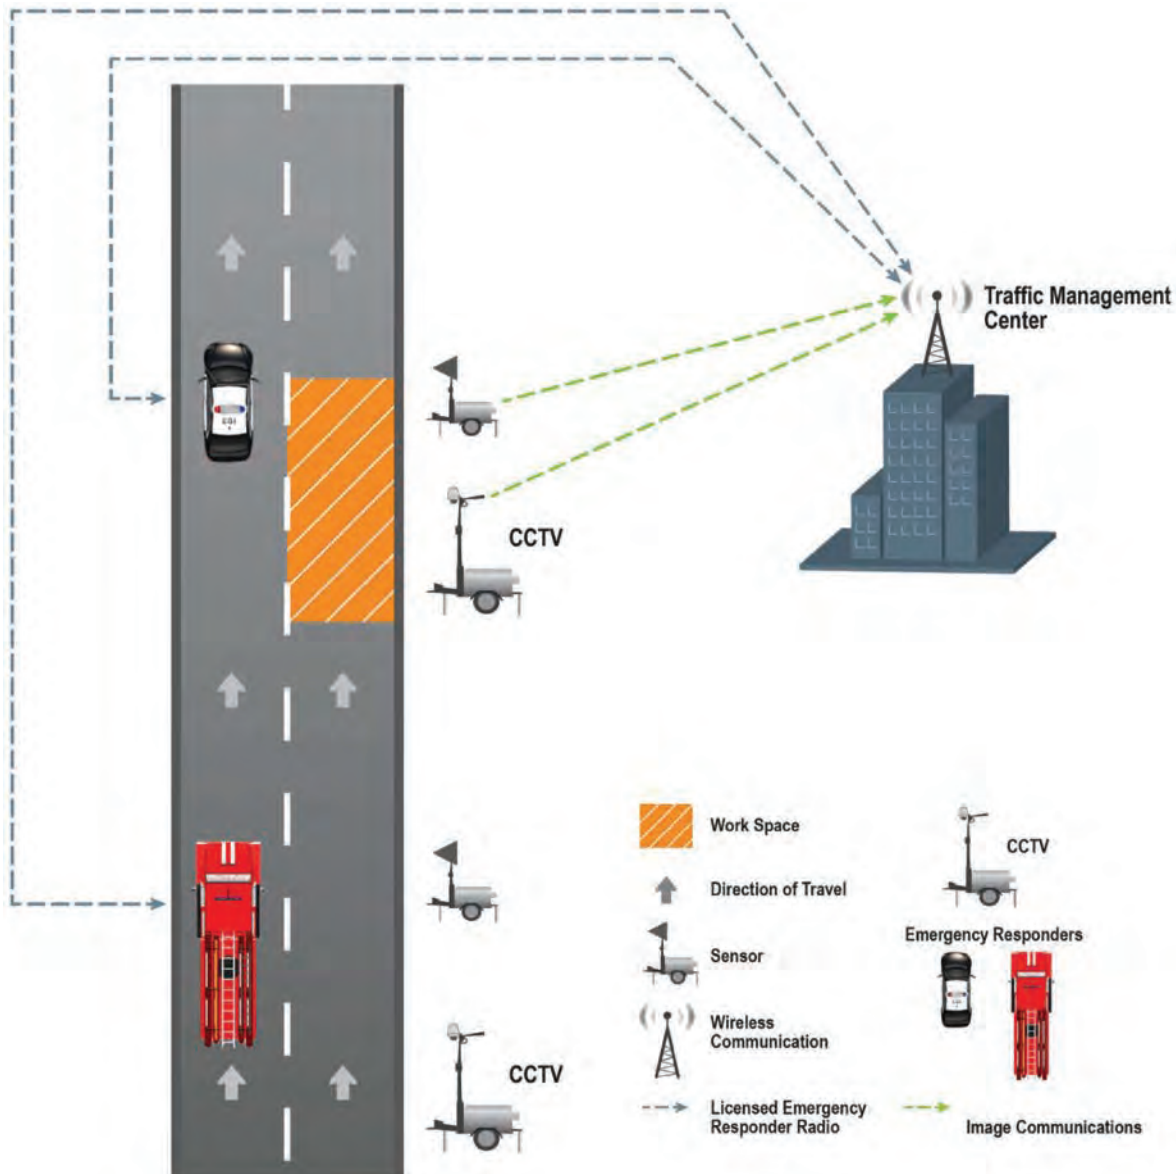 Traffic Management
Center
CCTV
CCTV
Work Space
Direction of Travel
Sensor
Wireless
Communication
Licensed Emergency
Responder Radio
CCTV
Emergency Responders
Image Communications